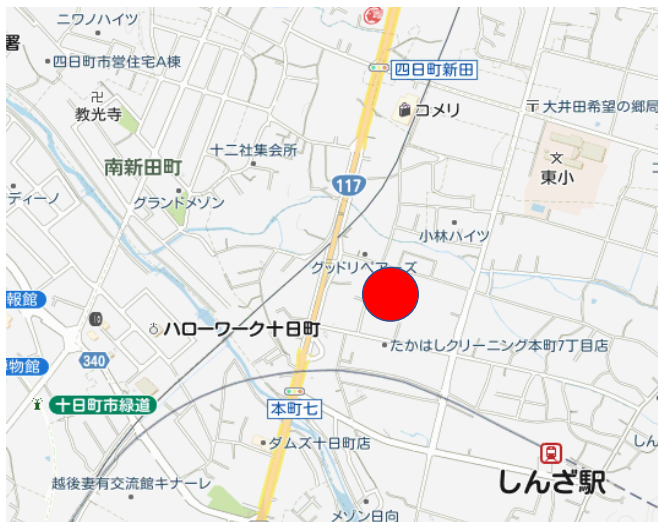 ニワノハイツ
署
四日町市営住宅A棟
四日町新田
卍
教光寺
コメリ
〒大井田希望の郷局
十二社集会所
文
東小
南新田町
117
ディーノ
グランドメゾン
小林ハイツ
グッドリペアーズ
報館
ハローワーク十日町
たかはしクリーニング本町7丁目店
340
物館
十日町市緑道
本町七
しん
ダムズ十日町店
しんざ駅
越後妻有交流館キナーレ
メゾン日向